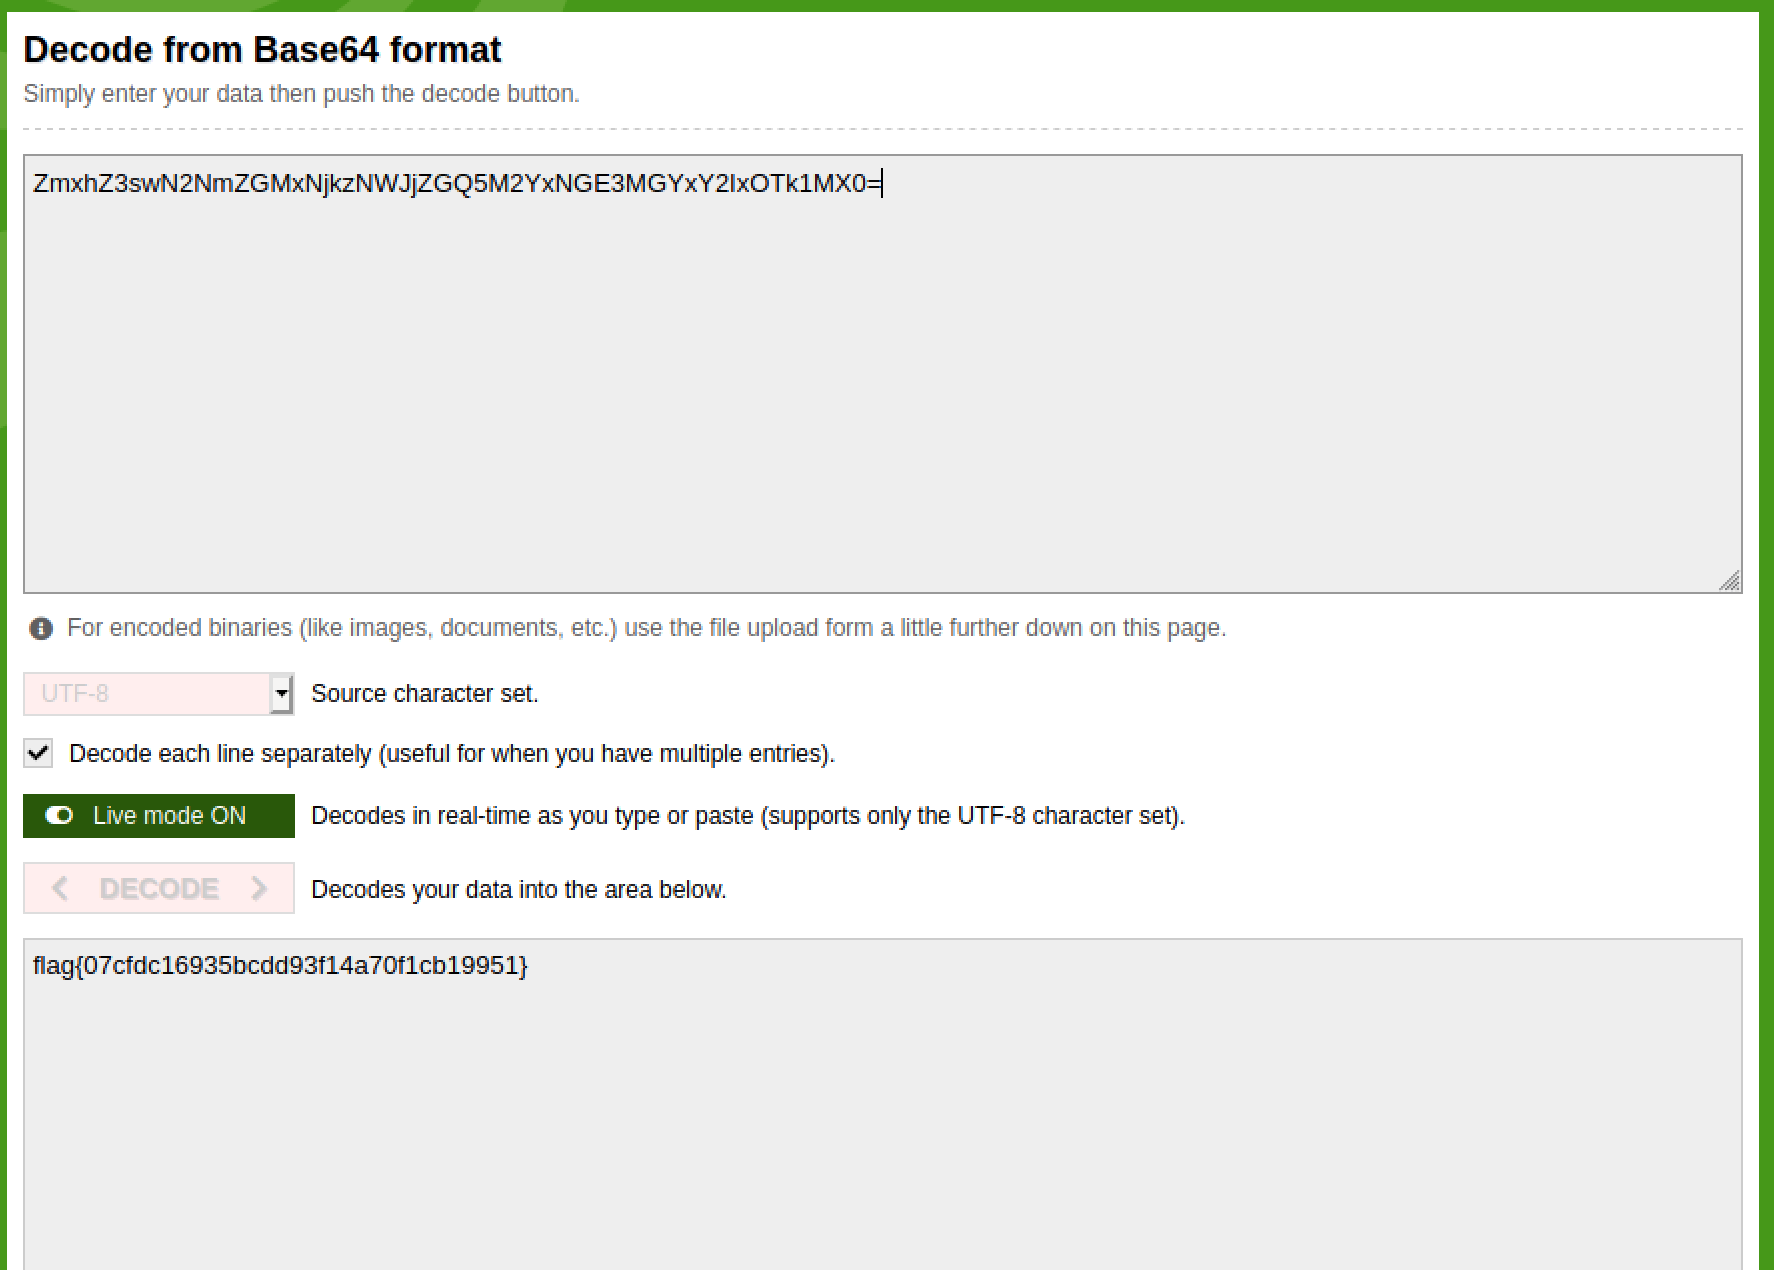 Decode from Base64 format
Simply enter your data then push the decode button.
ZmxhZ3swN2NmZGMxNjkzNWJjZGQ5M2YxNGE3MGYxY2IxOTk1MX0=
For encoded binaries (like images, documents, etc.) use the file upload form a little further down on this page.
UTF-8 Source character set.
Decode each line separately (useful for when you have multiple entries).
Live mode ON Decodes in real-time as you type or paste (supports only the UTF-8 character set).
DECODE Decodes your data into the area below.
flag{07cfdc16935bcdd93f14a70f1cb19951}